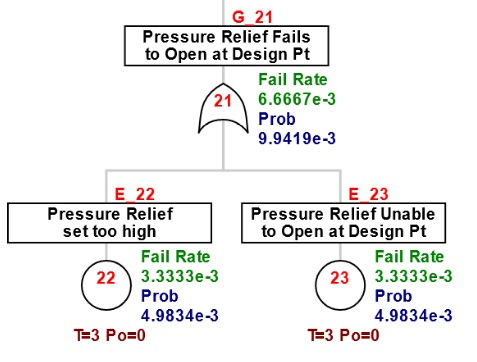 G_21
Pressure Relief Fails
to Open at Design Pt
21
Fail Rate
6.6667e-3
Prob
9.9419e-3
E_22
Pressure Relief
set too high
22
Fail Rate
3.3333e-3
Prob
4.9834e-3
T=3 Po=0
E_23
Pressure Relief Unable
to Open at Design Pt
23
Fail Rate
3.3333e-3
Prob
4.9834e-3
T=3 Po=0